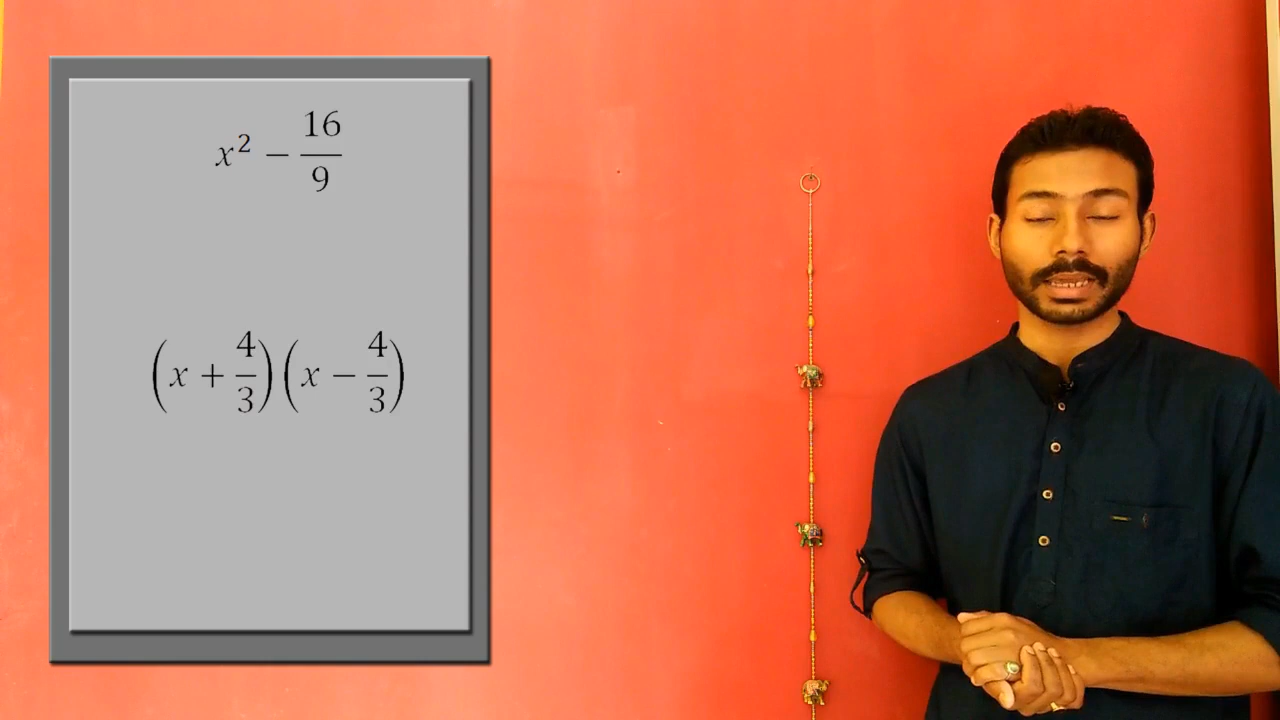 x² − 16/9
(x + 4/3)(x − 4/3)